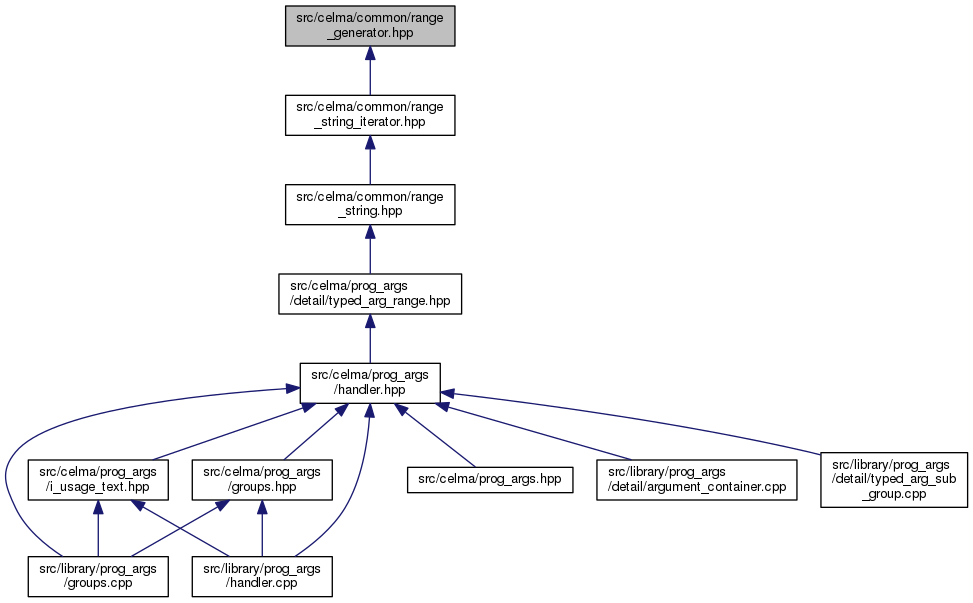 src/celma/common/range
_generator.hpp
src/celma/common/range
_string_iterator.hpp
src/celma/common/range
_string.hpp
src/celma/prog_args
/detail/typed_arg_range.hpp
src/celma/prog_args
/handler.hpp
src/celma/prog_args
/i_usage_text.hpp
src/celma/prog_args
/groups.hpp
src/celma/prog_args.hpp
src/library/prog_args
/detail/argument_container.cpp
src/library/prog_args
/detail/typed_arg_sub
_group.cpp
src/library/prog_args
/groups.cpp
src/library/prog_args
/handler.cpp